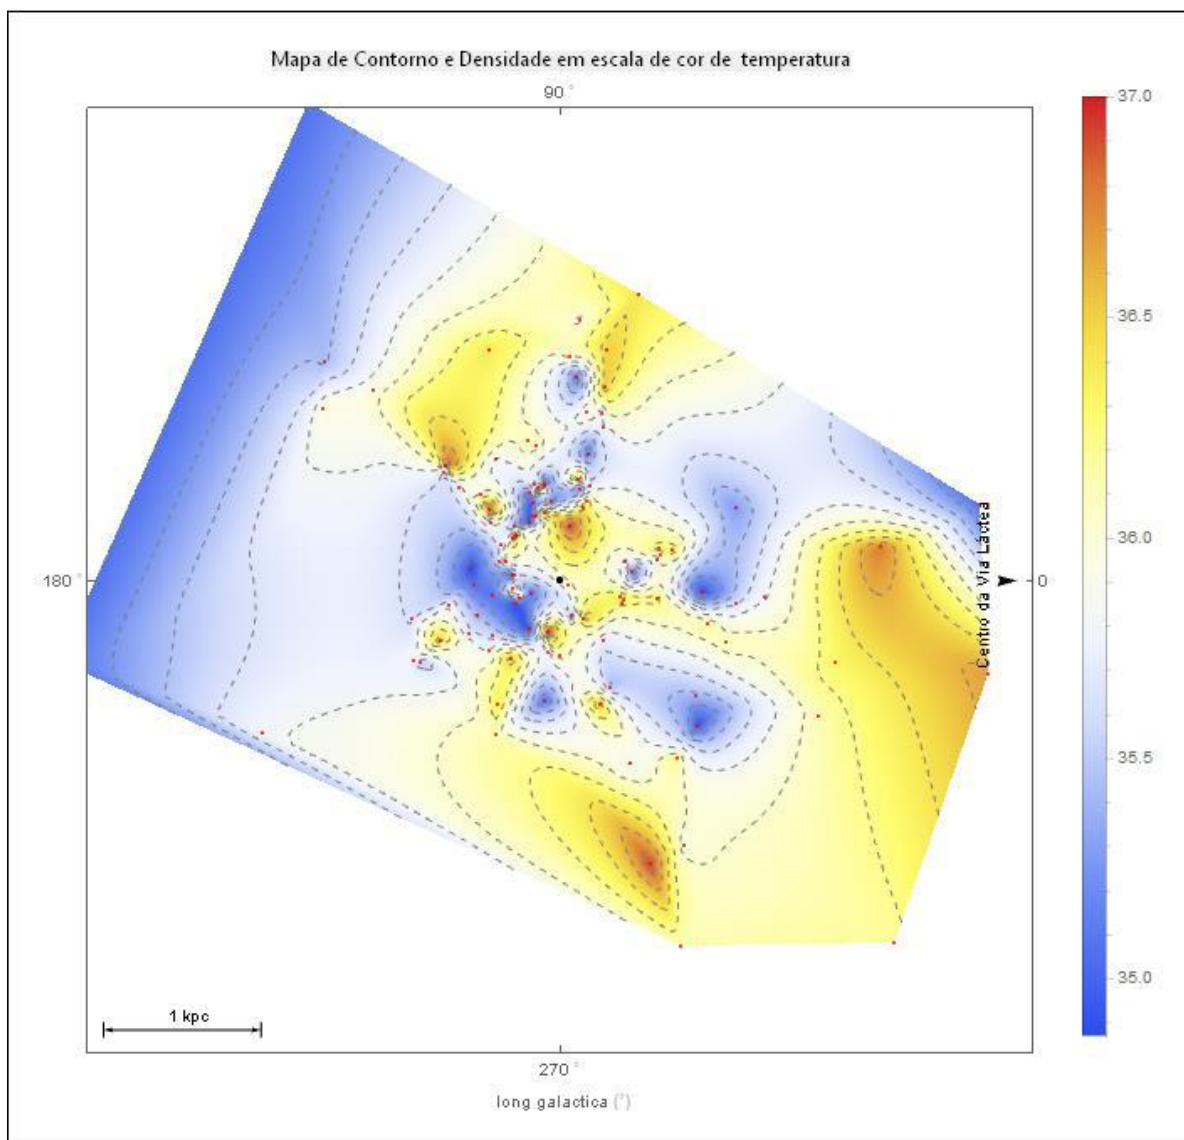 Mapa de Contorno e Densidade em escala de cor de temperatura
90 °
37.0
36.5
36.0
35.5
35.0
180 °
0
Centro da Via Láctea
1 kpc
270 °
long galactica (°)